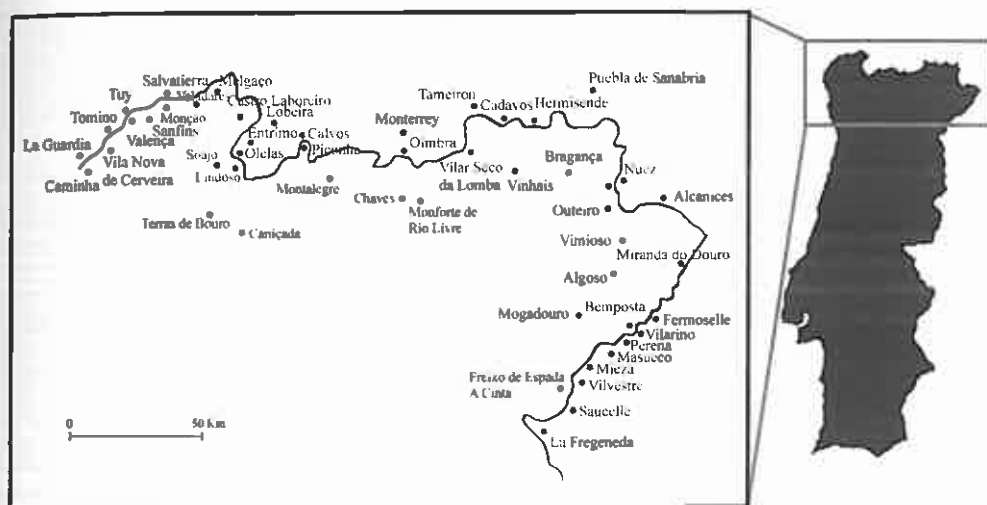 Puebla de Sanabria
Salvatierra
Melgaço
Tuy
Tameiron
Cadavos
Hermisende
Castro Laboreiro
Tomino
Monção
Lobeira
Monterrey
Sanfins
Valença
Entrimo
Calvos
Oimbra
La Guardia
Vila Nova
de Cerveira
Olelas
Piconha
Bragança
Soajo
Vilar Seco
da Lomba
Vinhais
Nuez
Caminha
Lindoso
Montalegre
Chaves
Monforte de
Rio Livre
Outeiro
Alcanices
Terras de Bouro
Caniçada
Vimioso
Miranda do Douro
Algoso
Mogadouro
Bemposta
Fermoselle
Vilarino
Perena
Masueco
Mieza
Freixo de Espada
A Cinta
Vilvestre
Saucelle
0
50 Km
La Fregeneda